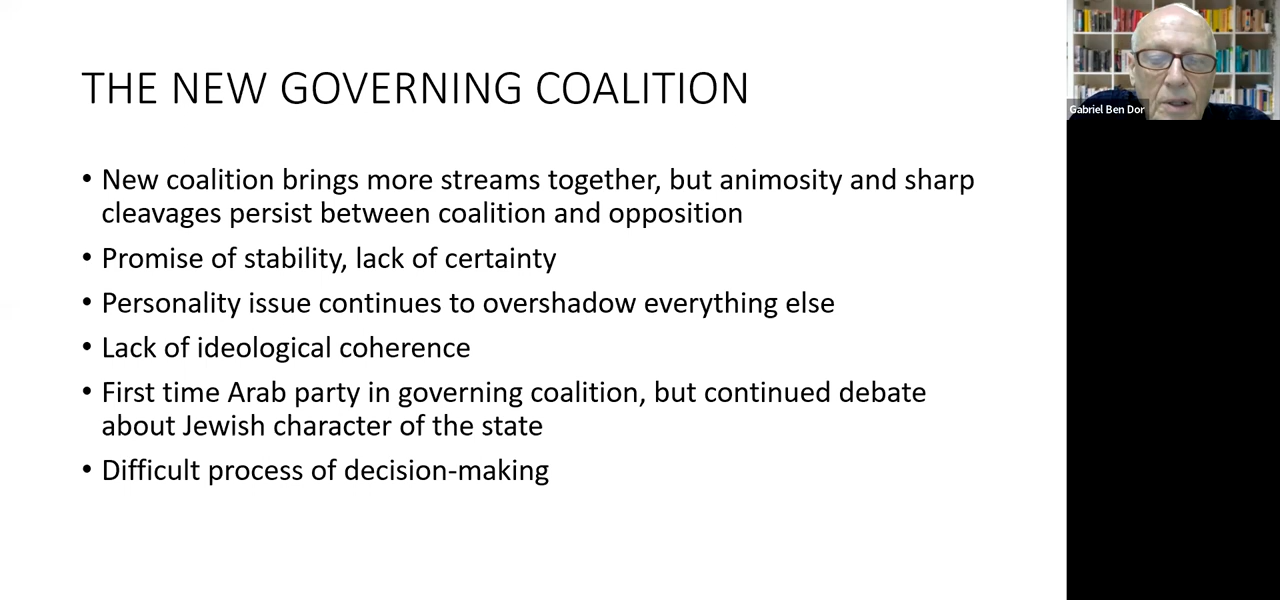 THE NEW GOVERNING COALITION
• New coalition brings more streams together, but animosity and sharp
cleavages persist between coalition and opposition
• Promise of stability, lack of certainty
• Personality issue continues to overshadow everything else
• Lack of ideological coherence
• First time Arab party in governing coalition, but continued debate
about Jewish character of the state
• Difficult process of decision-making
Gabriel Ben Dor